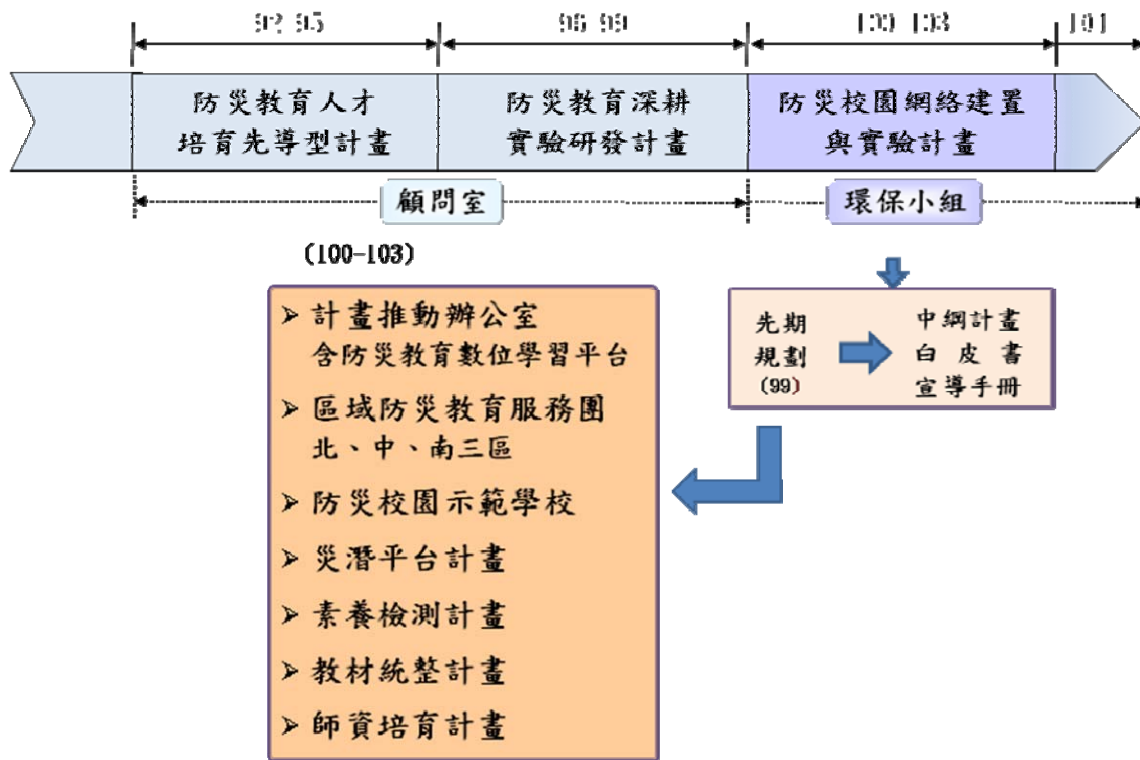 防災教育人才
培育先導型計畫
防災教育深耕
實驗研發計畫
防災校園網絡建置
與實驗計畫
顧問室
環保小組
(100-103)
➢ 計畫推動辦公室
含防災教育數位學習平台
➢ 區域防災教育服務團
北、中、南三區
➢ 防災校園示範學校
➢ 災潛平台計畫
➢ 素養檢測計畫
➢ 教材統整計畫
➢ 師資培育計畫
先期
規劃
(99)
中綱計畫
白皮書
宣導手冊